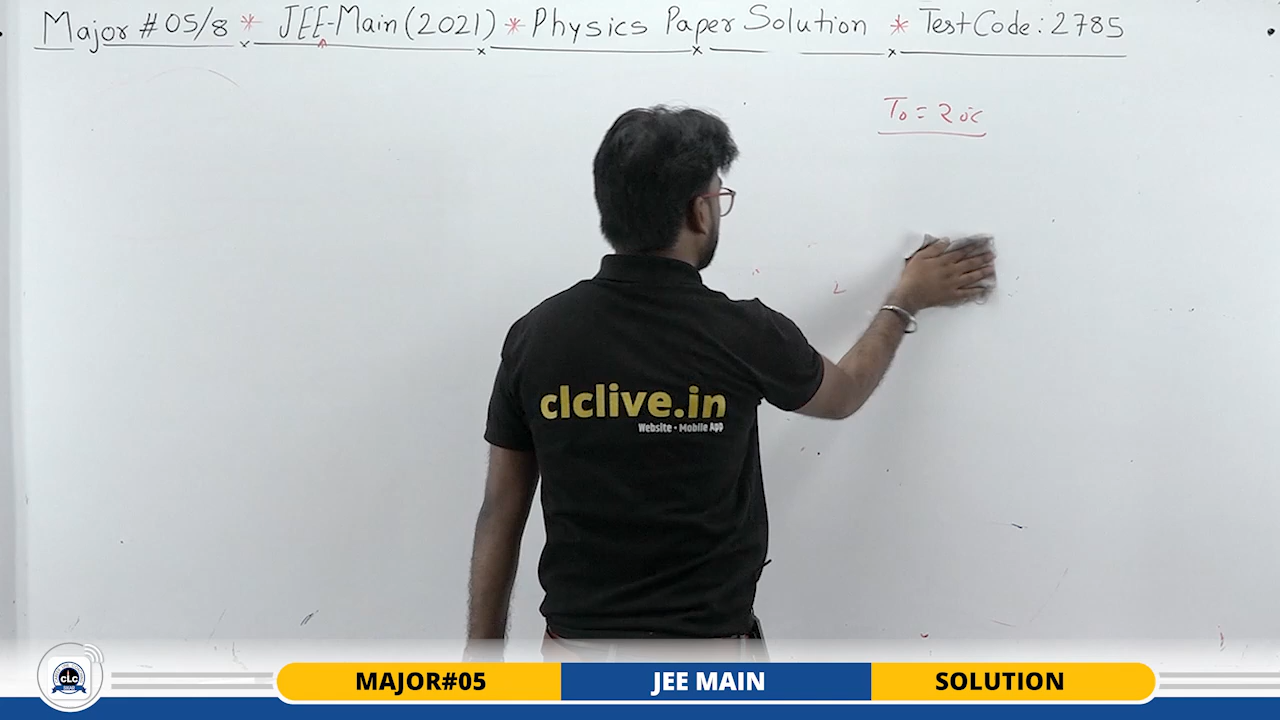 Major # 05/8 * JEE-Main (2021) * Physics Paper Solution * Test Code : 2785
T₀ = 20°C
clclive.in
Website • Mobile App
CLC
MAJOR#05 JEE MAIN SOLUTION